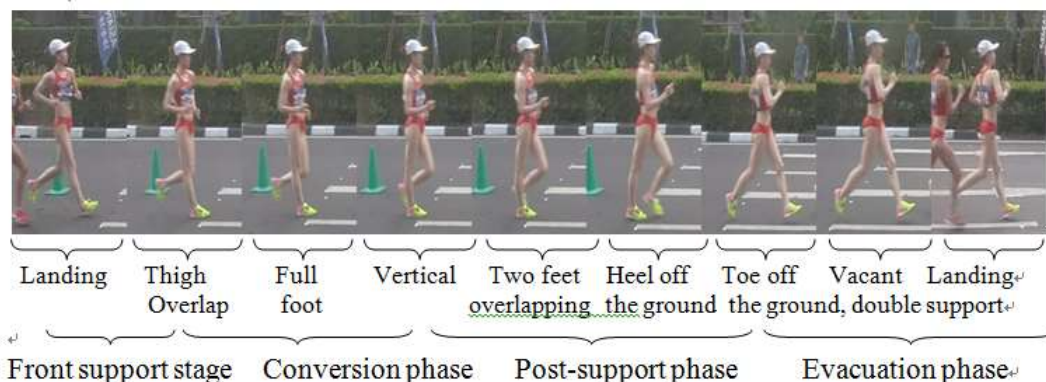 Landing Thigh Full Vertical Two feet Heel off Toe off Vacant Landing
Overlap foot overlapping the ground the ground, double support
Front support stage Conversion phase Post-support phase Evacuation phase